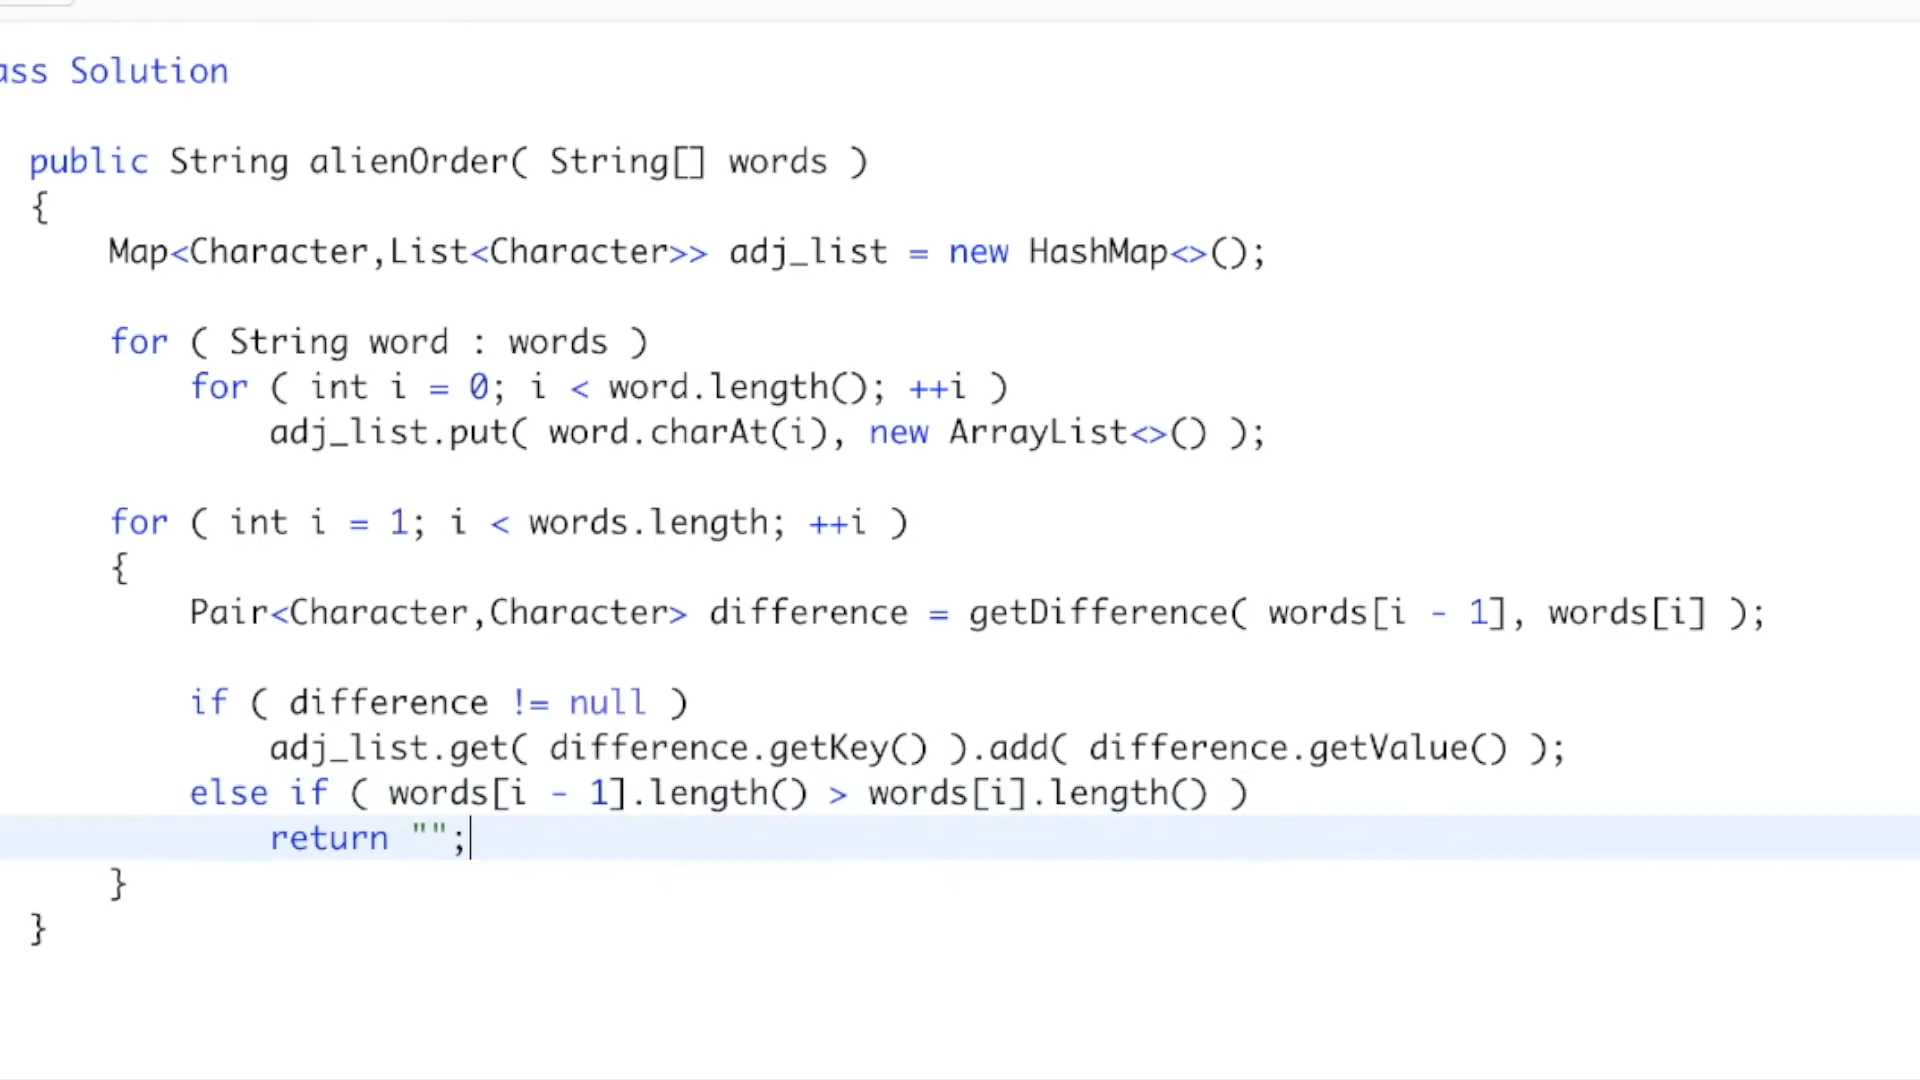 ass Solution
public String alienOrder( String[] words )
{
Map<Character,List<Character>> adj_list = new HashMap<>();
for ( String word : words )
for ( int i = 0; i < word.length(); ++i )
adj_list.put( word.charAt(i), new ArrayList<>() );
for ( int i = 1; i < words.length; ++i )
{
Pair<Character,Character> difference = getDifference( words[i - 1], words[i] );
if ( difference != null )
adj_list.get( difference.getKey() ).add( difference.getValue() );
else if ( words[i - 1].length() > words[i].length() )
return "";
}
}